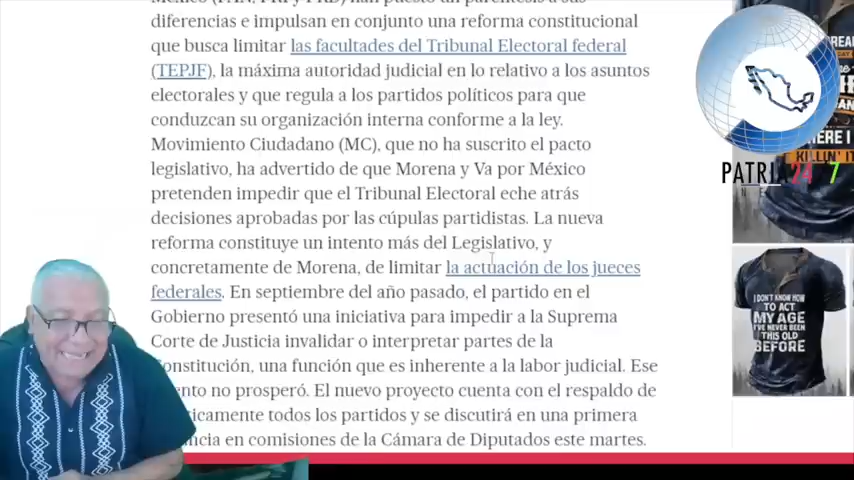 México (PAN, PRI y PRD) han puesto un paréntesis a sus
diferencias e impulsan en conjunto una reforma constitucional
que busca limitar las facultades del Tribunal Electoral federal
(TEPJF), la máxima autoridad judicial en lo relativo a los asuntos
electorales y que regula a los partidos políticos para que
conduzcan su organización interna conforme a la ley.
Movimiento Ciudadano (MC), que no ha suscrito el pacto
legislativo, ha advertido de que Morena y Va por México
pretenden impedir que el Tribunal Electoral eche atrás
decisiones aprobadas por las cúpulas partidistas. La nueva
reforma constituye un intento más del Legislativo, y
concretamente de Morena, de limitar la actuación de los jueces
federales. En septiembre del año pasado, el partido en el
Gobierno presentó una iniciativa para impedir a la Suprema
Corte de Justicia invalidar o interpretar partes de la
Constitución, una función que es inherente a la labor judicial. Ese
no prosperó. El nuevo proyecto cuenta con el respaldo de
todos los partidos y se discutirá en una primera
en comisiones de la Cámara de Diputados este martes.
PATRIA24 7
HERE I
KILLIN' IT
I DON'T KNOW HOW
TO ACT
MY AGE
I'VE NEVER BEEN
THIS OLD
BEFORE